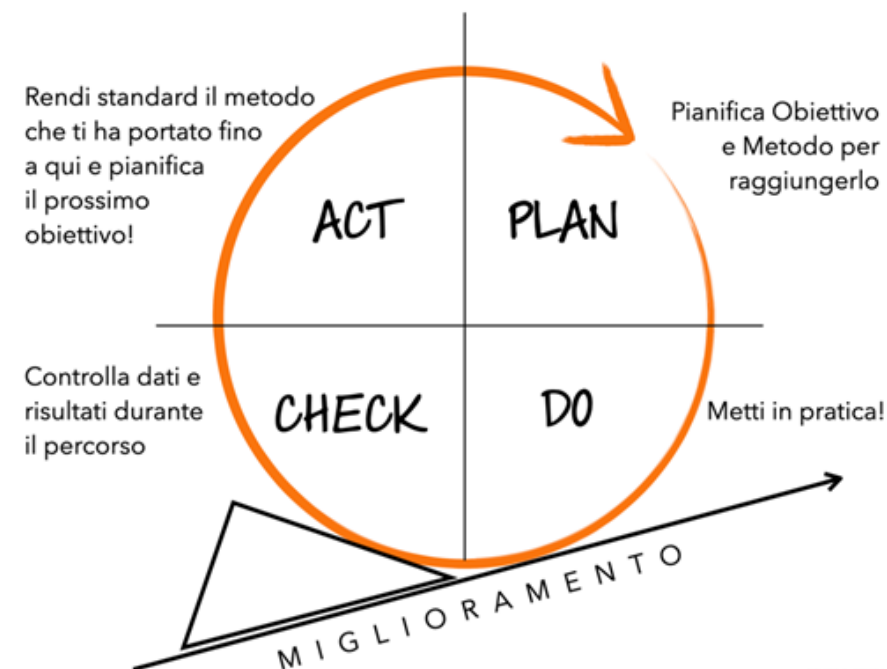 Rendi standard il metodo
che ti ha portato fino
a qui e pianifica
il prossimo
obiettivo!
Pianifica Obiettivo
e Metodo per
raggiungerlo
ACT
PLAN
Controlla dati e
risultati durante
il percorso
CHECK
DO
Metti in pratica!
MIGLIORAMENTO